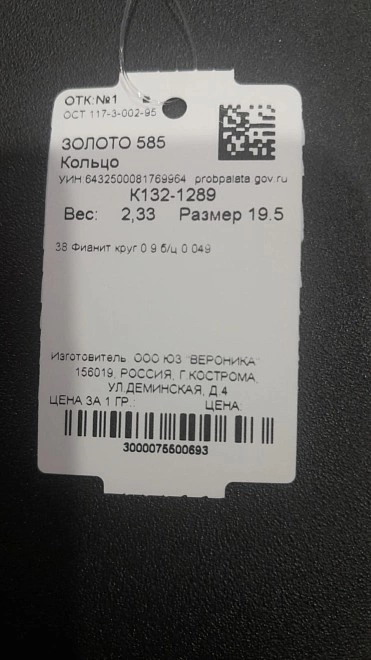 ОТК:№1 2
ОСТ 117-3-002-95
ЗОЛОТО 585
Кольцо
УИН 6432500081769964 probpalata.gov.ru
К132-1289
Вес: 2,33 Размер 19.5
38 Фианит круг 0.9 б/ц 0.049
Изготовитель: ООО ЮЗ "ВЕРОНИКА"
156019, РОССИЯ, Г.КОСТРОМА,
УЛ.ДЕМИНСКАЯ, Д.4
ЦЕНА ЗА 1 ГР.: ЦЕНА:
3000075500693